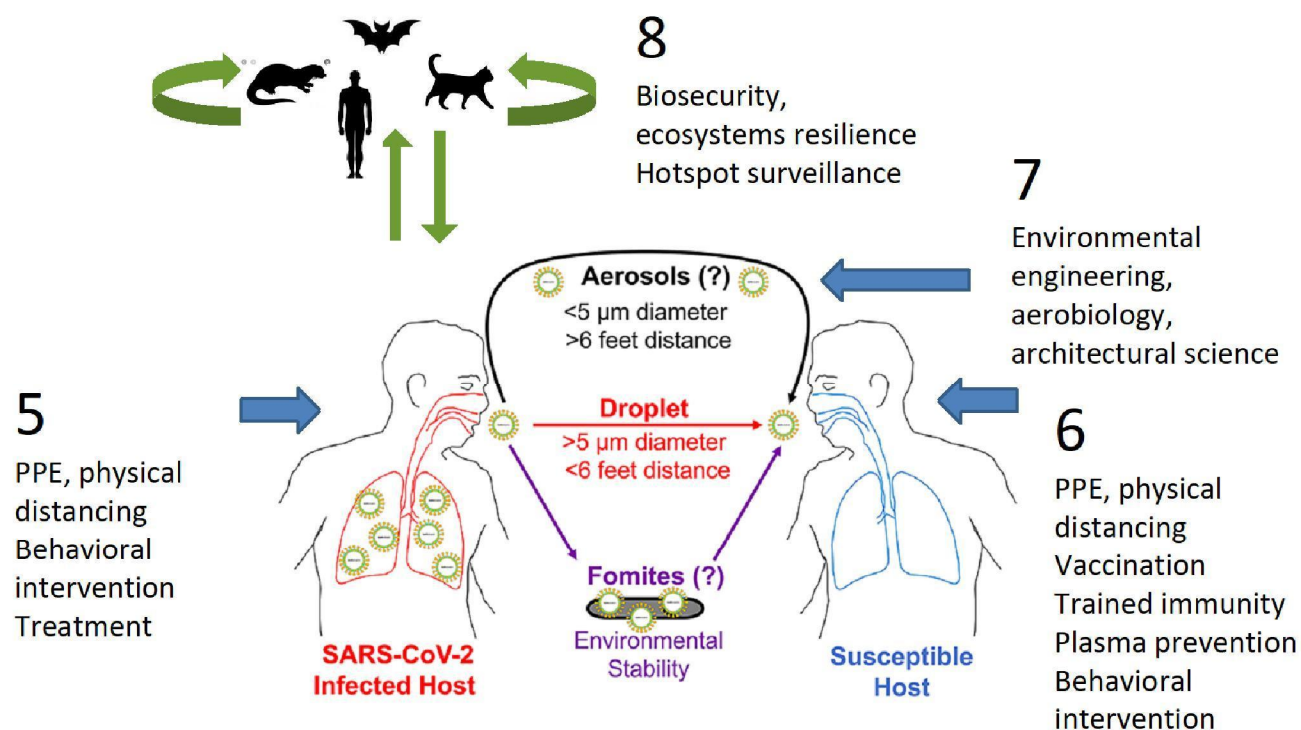 8
Biosecurity,
ecosystems resilience
Hotspot surveillance
7
Environmental
engineering,
aerobiology,
architectural science
Aerosols (?)
<5 µm diameter
>6 feet distance
5
PPE, physical
distancing
Behavioral
intervention
Treatment
Droplet
>5 µm diameter
<6 feet distance
6
PPE, physical
distancing
Vaccination
Trained immunity
Plasma prevention
Behavioral
intervention
Fomites (?)
Environmental
Stability
SARS-CoV-2
Infected Host
Susceptible
Host